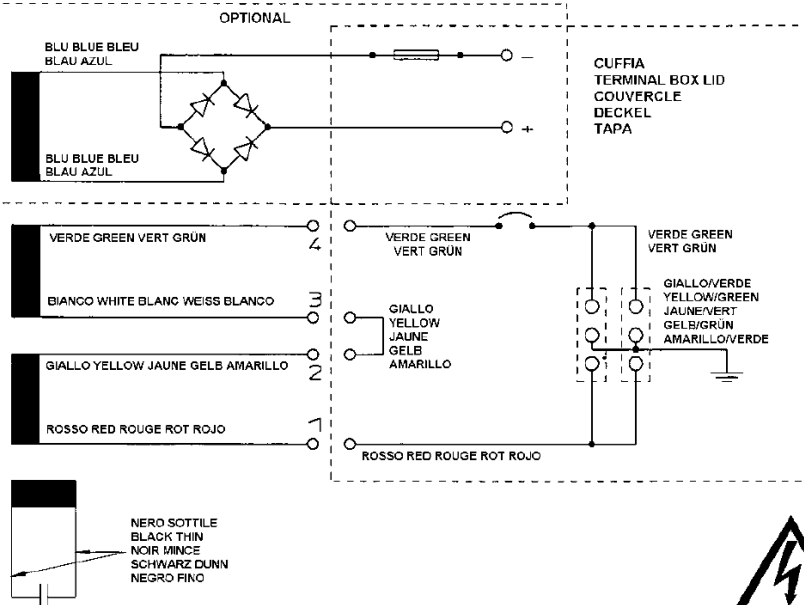 OPTIONAL
BLU BLUE BLEU
BLAU AZUL
−
+
CUFFIA
TERMINAL BOX LID
COUVERCLE
DECKEL
TAPA
BLU BLUE BLEU
BLAU AZUL
VERDE GREEN VERT GRÜN
4
VERDE GREEN
VERT GRÜN
VERDE GREEN
VERT GRÜN
BIANCO WHITE BLANC WEISS BLANCO
3
GIALLO
YELLOW
JAUNE
GELB
AMARILLO
GIALLO/VERDE
YELLOW/GREEN
JAUNE/VERT
GELB/GRÜN
AMARILLO/VERDE
GIALLO YELLOW JAUNE GELB AMARILLO
2
ROSSO RED ROUGE ROT ROJO
1
ROSSO RED ROUGE ROT ROJO
NERO SOTTILE
BLACK THIN
NOIR MINCE
SCHWARZ DUNN
NEGRO FINO